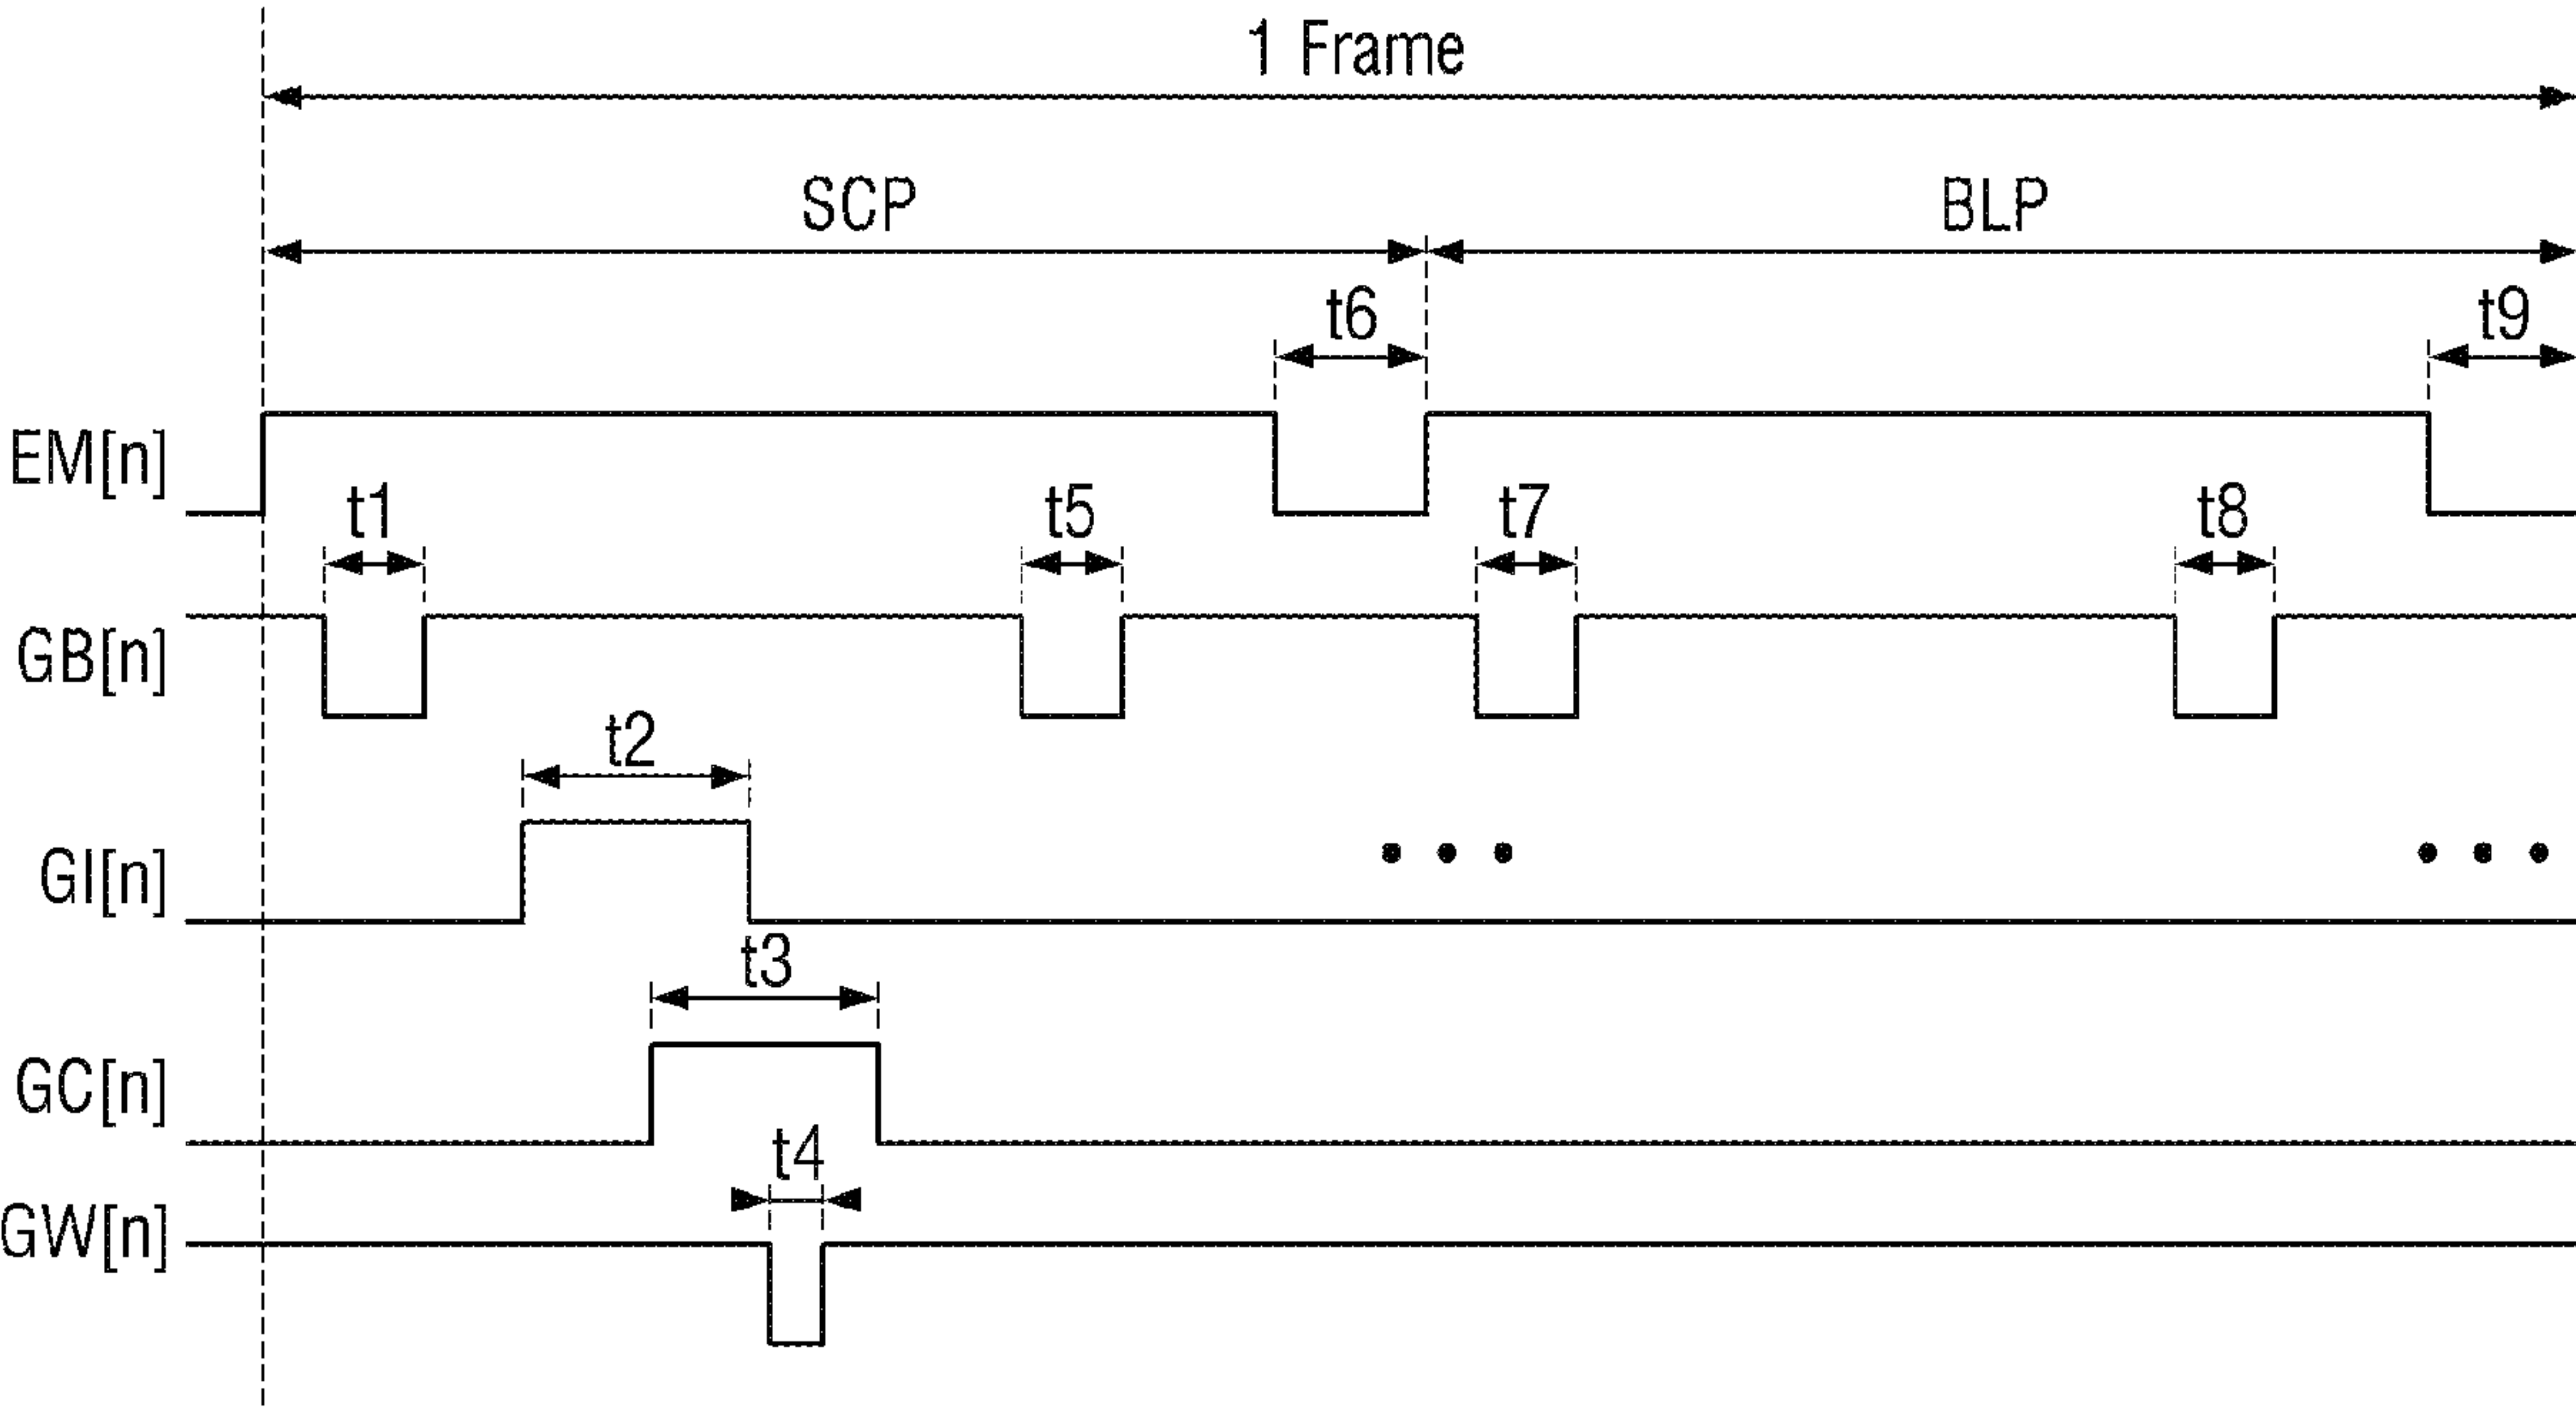 1 Frame
SCP
BLP
t6
t9
EM[n]
t1
t5
t7
t8
GB[n]
t2
GI[n]
t3
GC[n]
t4
GW[n]